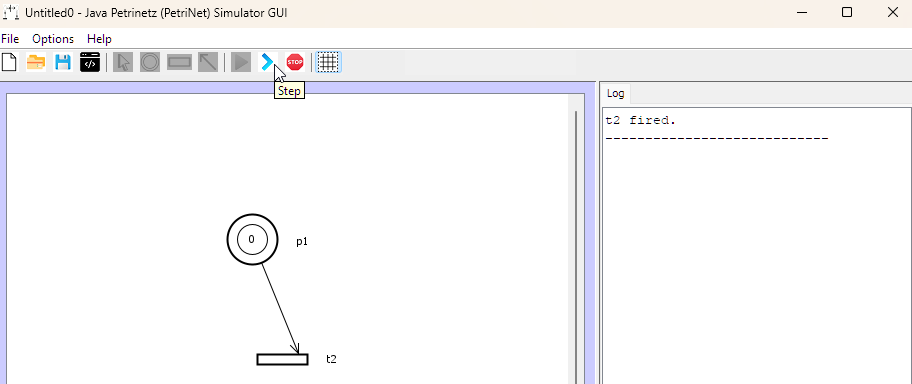 Untitled0 - Java Petrinetz (PetriNet) Simulator GUI
File Options Help
STOP
Step
Log
t2 fired.
----------------------------
0
p1
t2